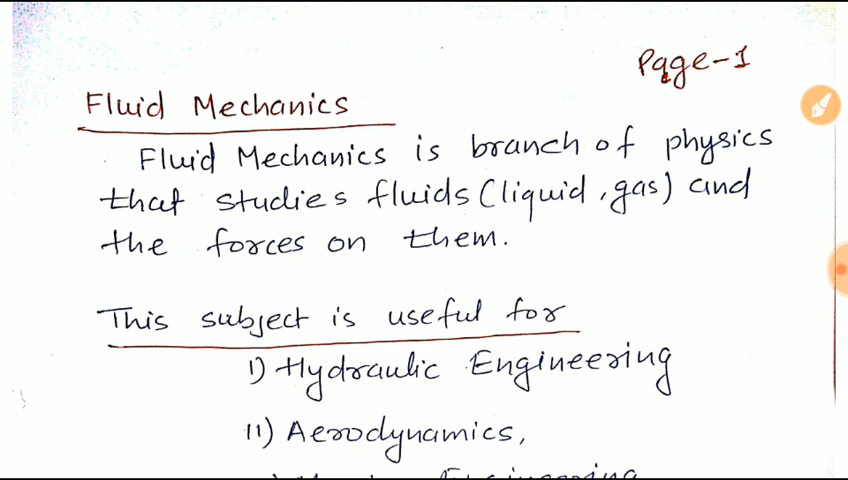 Page-1
Fluid Mechanics
Fluid Mechanics is branch of physics
that studies fluids (liquid, gas) and
the forces on them.
This subject is useful for
I) Hydraulic Engineering
II) Aerodynamics,
Engineering